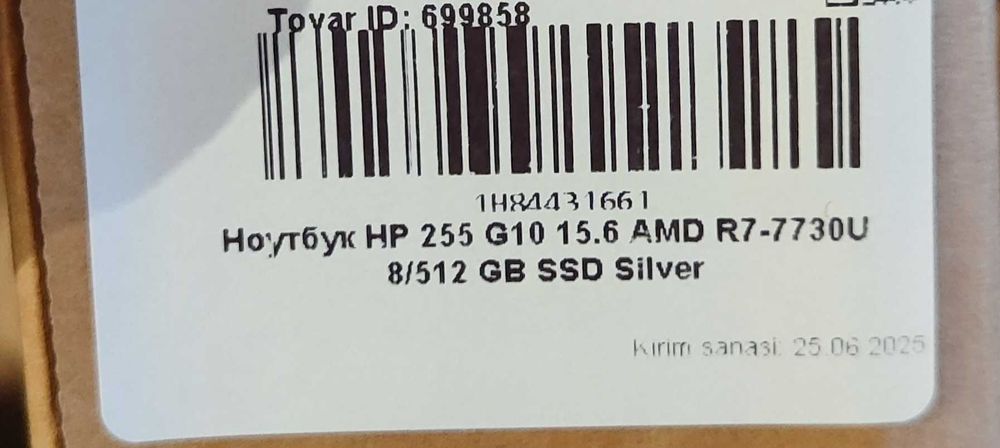 Tovar ID: 699858
1H84431661
Ноутбук HP 255 G10 15.6 AMD R7-7730U
8/512 GB SSD Silver
Kirim sanasi: 25.06.2025